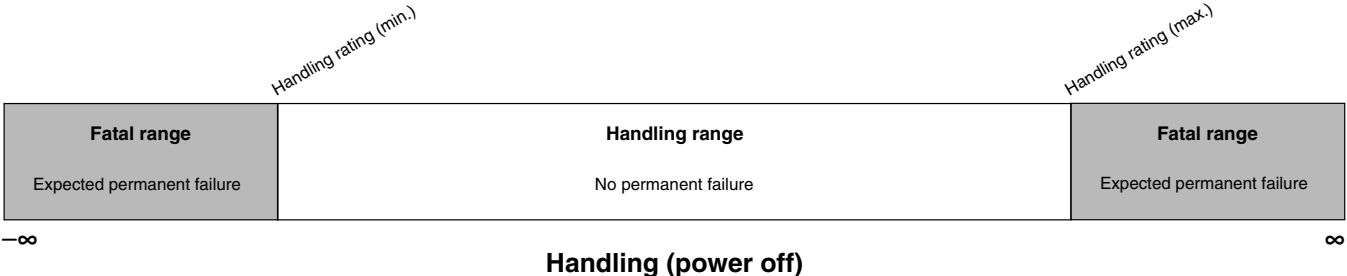 Handling rating (min.)
Handling rating (max.)
Fatal range
Handling range
Fatal range
Expected permanent failure
No permanent failure
Expected permanent failure
–∞
∞
Handling (power off)